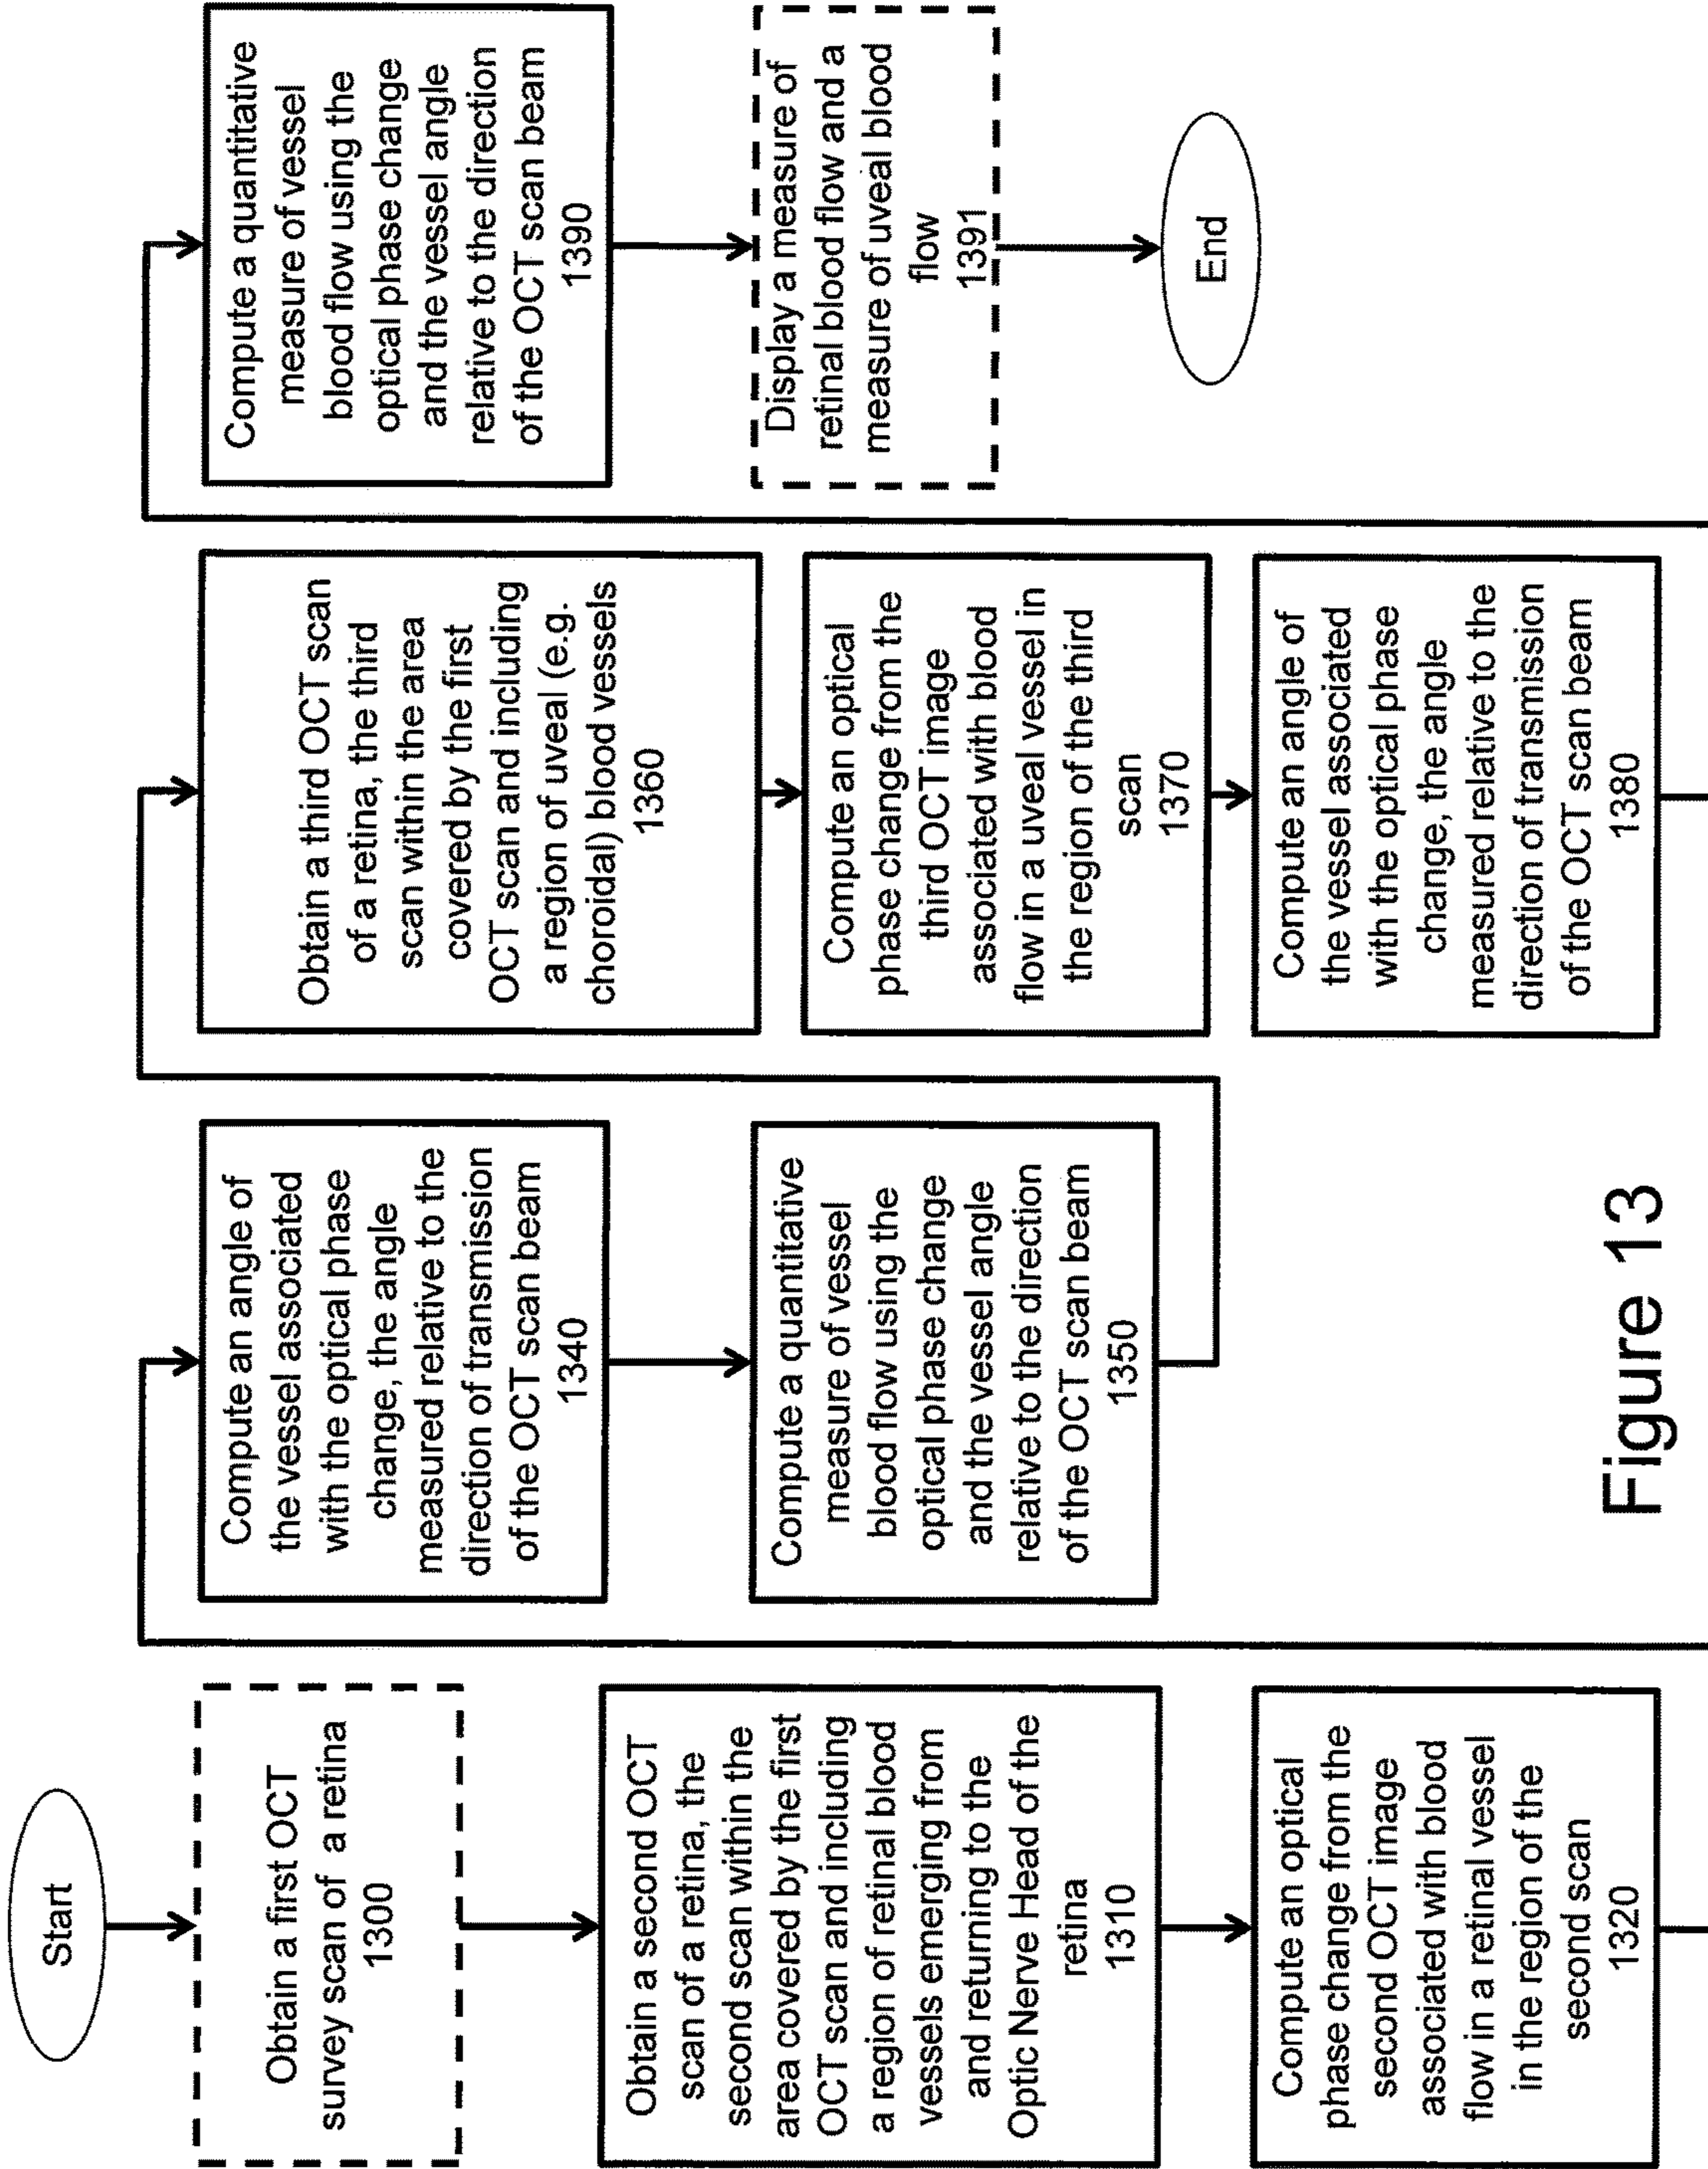 Start
Obtain a first OCT
survey scan of a retina
1300
Obtain a second OCT
scan of a retina, the
second scan within the
area covered by the first
OCT scan and including
a region of retinal blood
vessels emerging from
and returning to the
Optic Nerve Head of the
retina
1310
Compute an optical
phase change from the
second OCT image
associated with blood
flow in a retinal vessel
in the region of the
second scan
1320
Compute an angle of
the vessel associated
with the optical phase
change, the angle
measured relative to the
direction of transmission
of the OCT scan beam
1340
Compute a quantitative
measure of vessel
blood flow using the
optical phase change
and the vessel angle
relative to the direction
of the OCT scan beam
1350
Obtain a third OCT scan
of a retina, the third
scan within the area
covered by the first
OCT scan and including
a region of uveal (e.g.
choroidal) blood vessels
1360
Compute an optical
phase change from the
third OCT image
associated with blood
flow in a uveal vessel in
the region of the third
scan
1370
Compute an angle of
the vessel associated
with the optical phase
change, the angle
measured relative to the
direction of transmission
of the OCT scan beam
1380
Compute a quantitative
measure of vessel
blood flow using the
optical phase change
and the vessel angle
relative to the direction
of the OCT scan beam
1390
Display a measure of
retinal blood flow and a
measure of uveal blood
flow
1391
End
Figure 13